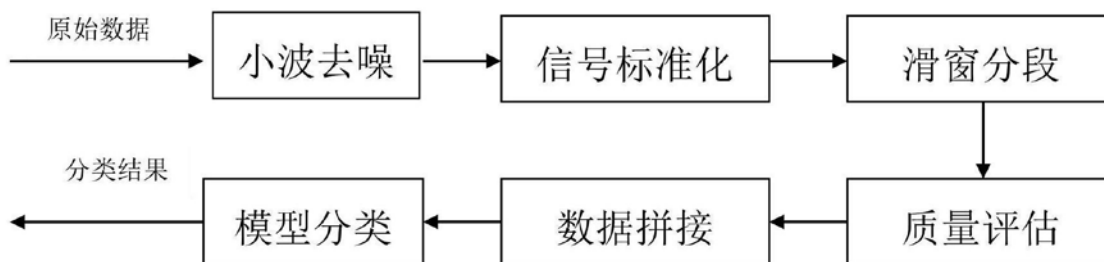 原始数据
小波去噪
信号标准化
滑窗分段
质量评估
数据拼接
模型分类
分类结果